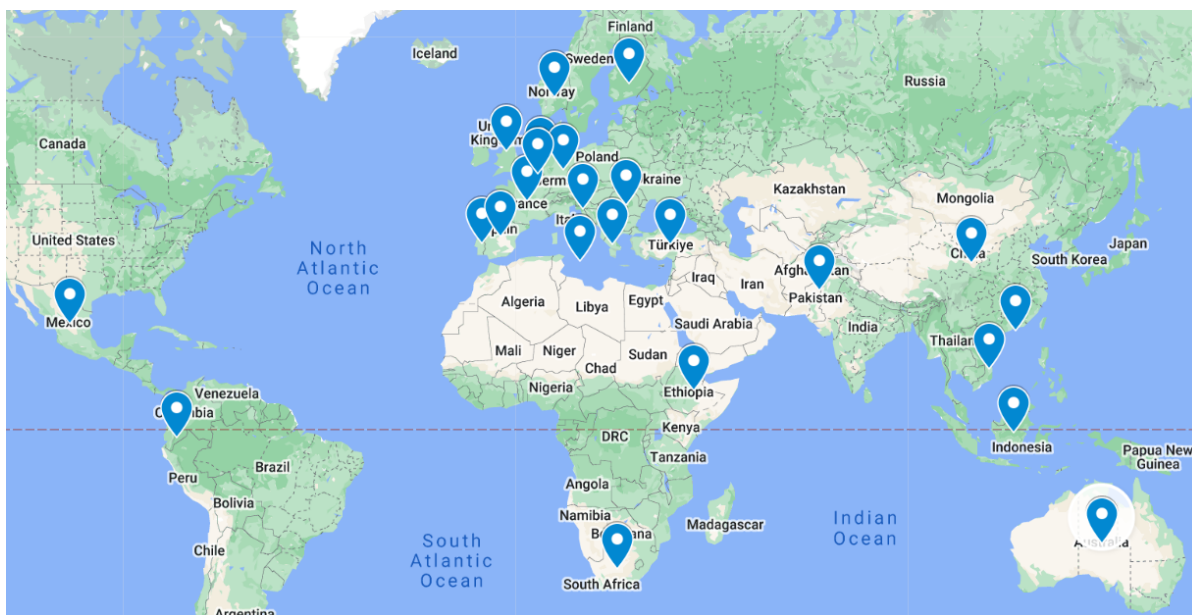 Finland
Iceland
Sweden
Russia
Norway
Canada
Poland
Kazakhstan
Mongolia
United States
North
Atlantic
Ocean
Türkiye
Japan
South Korea
Iraq
Iran
Pakistan
Algeria
Libya
Egypt
Mexico
Saudi Arabia
India
Mali
Niger
Sudan
Chad
Venezuela
Nigeria
Ethiopia
Kenya
DRC
Indonesia
Papua New
Guinea
Brazil
Tanzania
Peru
Angola
Bolivia
Namibia
Madagascar
Indian
Ocean
South
Atlantic
Ocean
Chile
South Africa